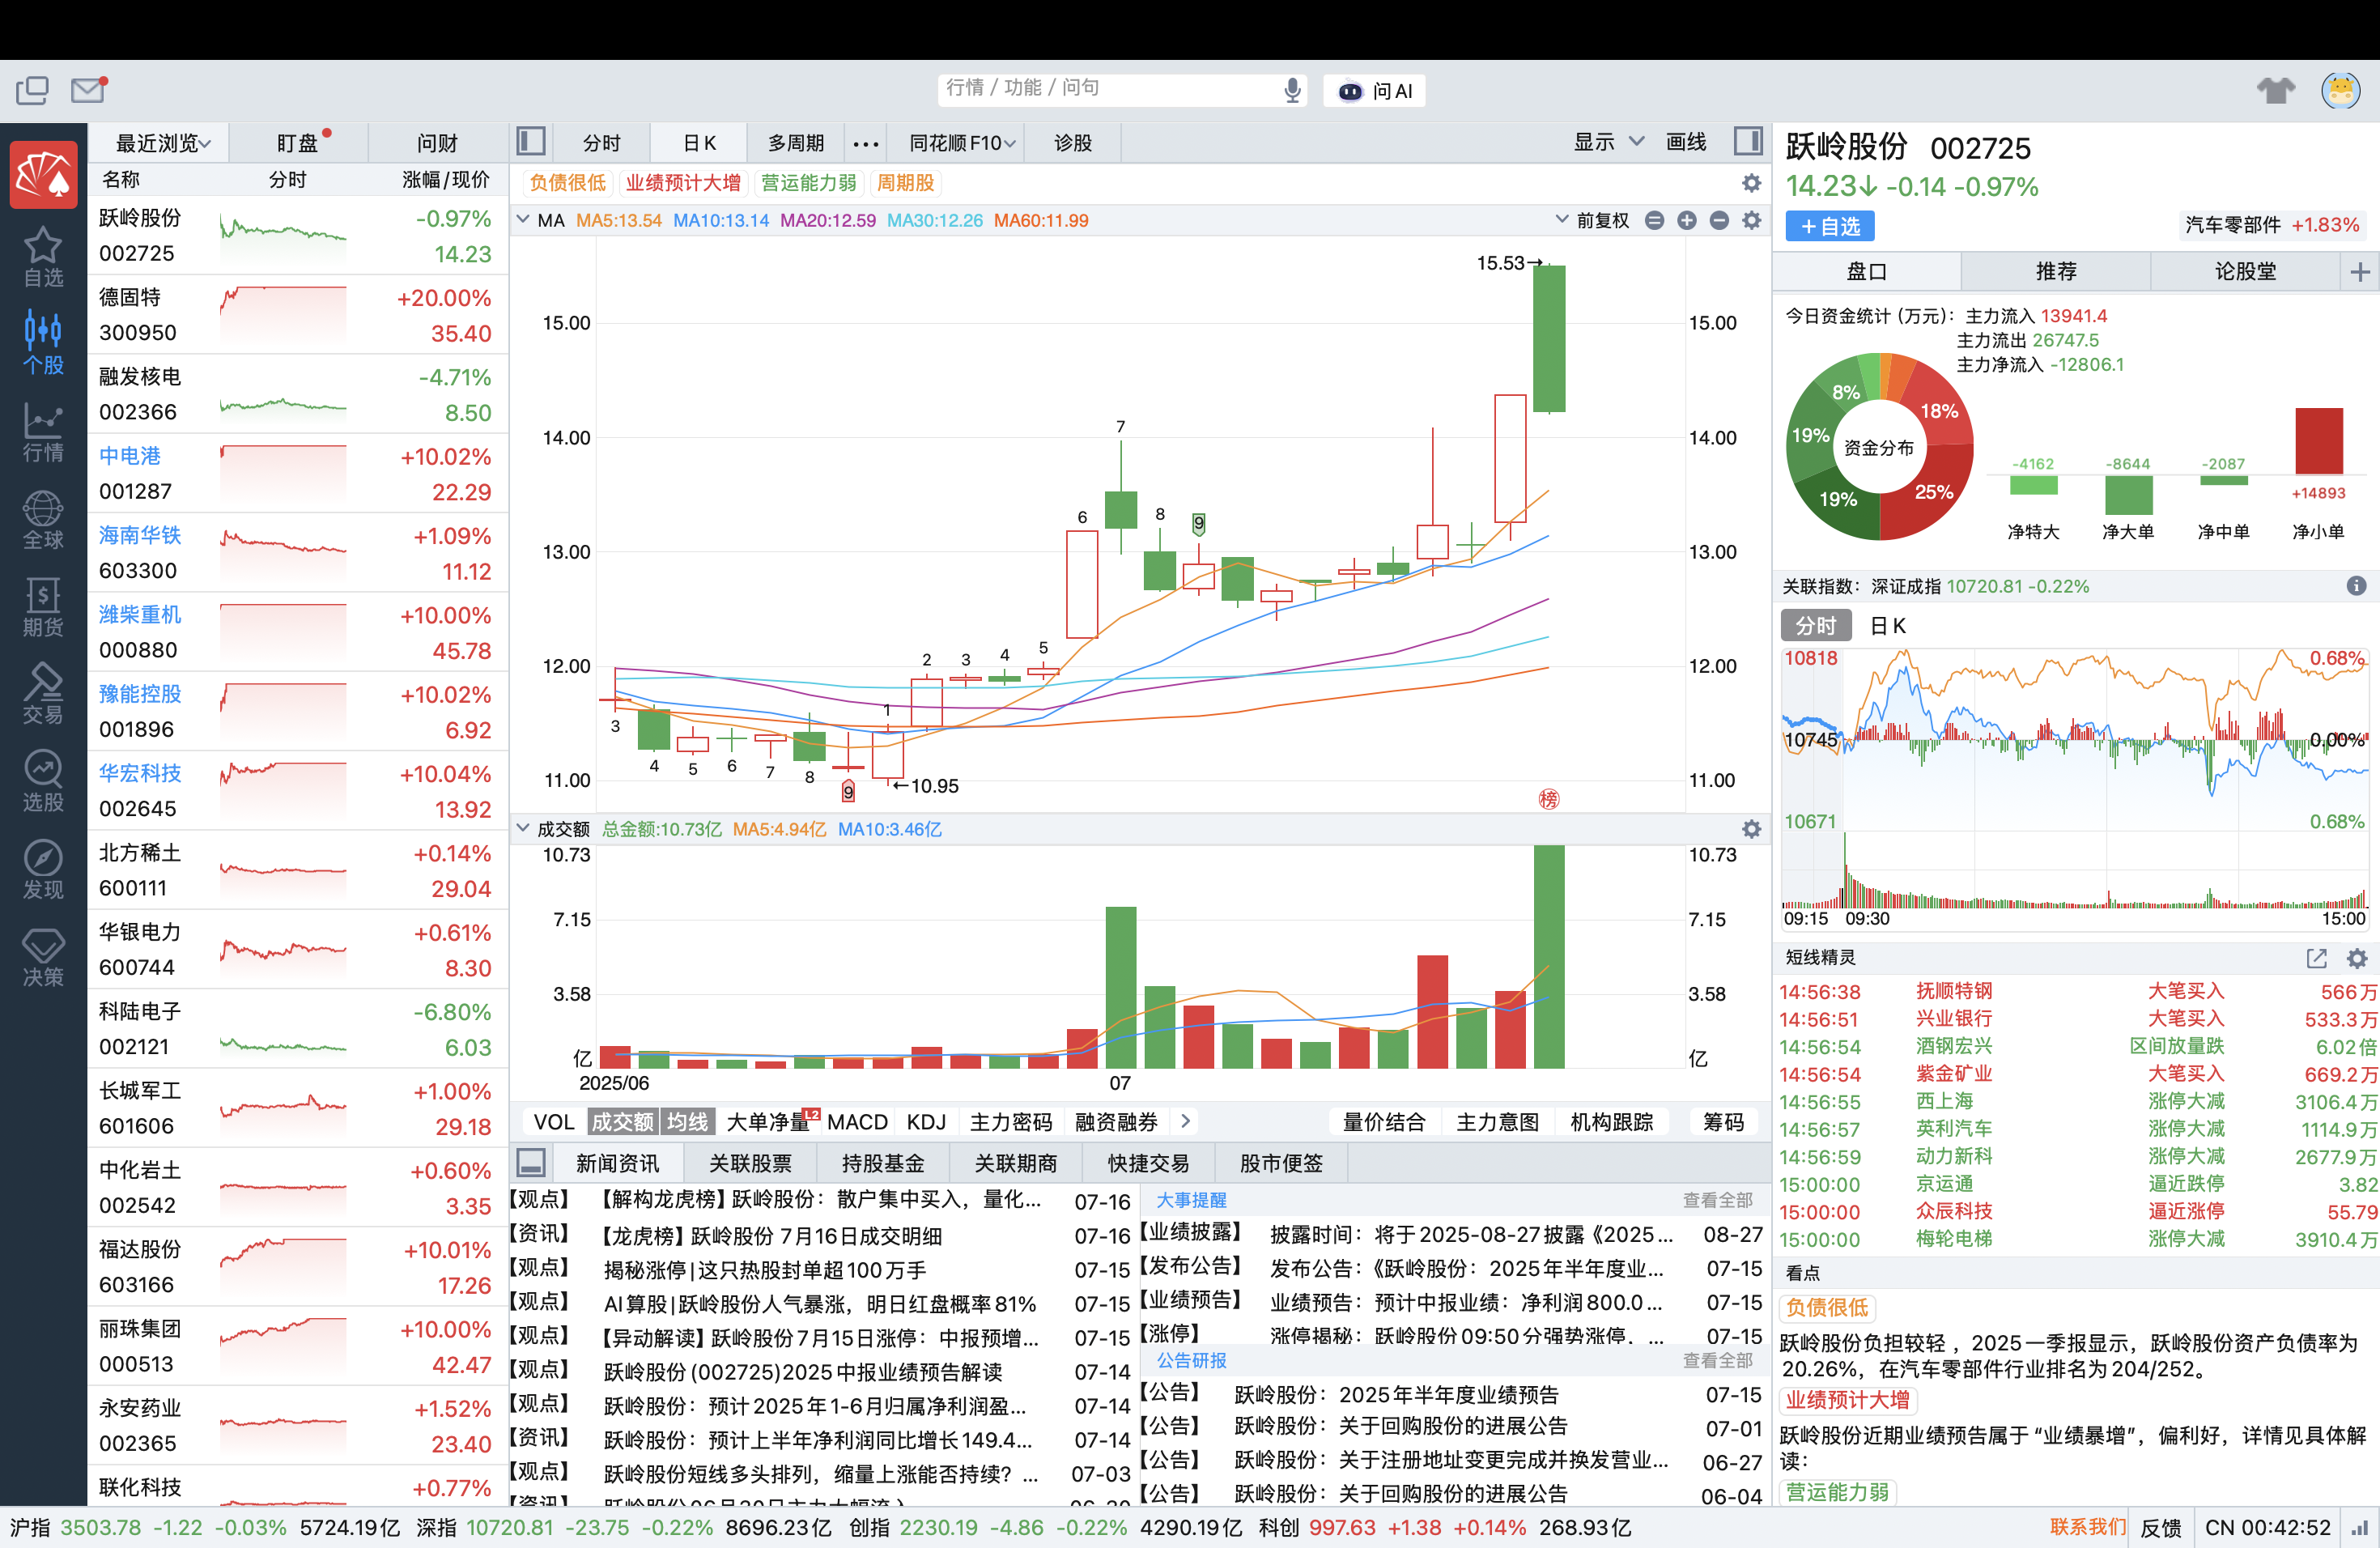 行情 / 功能 / 问句
问AI
最近浏览
盯盘
问财
分时
日K
多周期
同花顺F10
诊股
显示
画线
跃岭股份 002725
14.23↓ -0.14 -0.97%
+自选
汽车零部件 +1.83%
自选
个股
行情
全球
期货
交易
选股
发现
决策
名称 分时 涨幅/现价
跃岭股份 -0.97%
002725 14.23
德固特 +20.00%
300950 35.40
融发核电 -4.71%
002366 8.50
中电港 +10.02%
001287 22.29
海南华铁 +1.09%
603300 11.12
潍柴重机 +10.00%
000880 45.78
豫能控股 +10.02%
001896 6.92
华宏科技 +10.04%
002645 13.92
北方稀土 +0.14%
600111 29.04
华银电力 +0.61%
600744 8.30
科陆电子 -6.80%
002121 6.03
长城军工 +1.00%
601606 29.18
中化岩土 +0.60%
002542 3.35
福达股份 +10.01%
603166 17.26
丽珠集团 +10.00%
000513 42.47
永安药业 +1.52%
002365 23.40
联化科技 +0.77%
负债很低 业绩预计大增 营运能力弱 周期股
MA MA5:13.54 MA10:13.14 MA20:12.59 MA30:12.26 MA60:11.99 前复权
15.53→
15.00 15.00
14.00 14.00
13.00 13.00
12.00 12.00
11.00 11.00
3 4 5 6 7 8 9 1 2 3 4 5 6 7 8 9
←10.95
榜
成交额 总金额:10.73亿 MA5:4.94亿 MA10:3.46亿
10.73 10.73
7.15 7.15
3.58 3.58
亿 亿
2025/06 07
VOL 成交额 均线 大单净量 L2 MACD KDJ 主力密码 融资融券 量价结合 主力意图 机构跟踪 筹码
新闻资讯 关联股票 持股基金 关联期商 快捷交易 股市便签
【观点】 【解构龙虎榜】跃岭股份：散户集中买入，量化... 07-16
【资讯】 【龙虎榜】跃岭股份7月16日成交明细 07-16
【观点】 揭秘涨停|这只热股封单超100万手 07-15
【观点】 AI算股|跃岭股份人气暴涨，明日红盘概率81% 07-15
【观点】 【异动解读】跃岭股份7月15日涨停：中报预增... 07-15
【观点】 跃岭股份(002725)2025中报业绩预告解读 07-14
【观点】 跃岭股份：预计2025年1-6月归属净利润盈... 07-14
【资讯】 跃岭股份：预计上半年净利润同比增长149.4... 07-14
【观点】 跃岭股份短线多头排列，缩量上涨能否持续？... 07-03
大事提醒 查看全部
【业绩披露】 披露时间：将于2025-08-27披露《2025... 08-27
【发布公告】 发布公告：《跃岭股份：2025年半年度业... 07-15
【业绩预告】 业绩预告：预计中报业绩：净利润800.0... 07-15
【涨停】 涨停揭秘：跃岭股份09:50分强势涨停，... 07-15
公告研报 查看全部
【公告】 跃岭股份：2025年半年度业绩预告 07-15
【公告】 跃岭股份：关于回购股份的进展公告 07-01
【公告】 跃岭股份：关于注册地址变更完成并换发营业... 06-27
【公告】 跃岭股份：关于回购股份的进展公告 06-04
盘口 推荐 论股堂
今日资金统计 (万元)： 主力流入 13941.4
主力流出 26747.5
主力净流入 -12806.1
8% 18% 19% 25% 19%
资金分布
-4162 -8644 -2087 +14893
净特大 净大单 净中单 净小单
关联指数： 深证成指 10720.81 -0.22%
分时 日K
10818 0.68%
10745 0.00%
10671 0.68%
09:15 09:30 15:00
短线精灵
14:56:38 抚顺特钢 大笔买入 566万
14:56:51 兴业银行 大笔买入 533.3万
14:56:54 酒钢宏兴 区间放量跌 6.02倍
14:56:54 紫金矿业 大笔买入 669.2万
14:56:55 西上海 涨停大减 3106.4万
14:56:57 英利汽车 涨停大减 1114.9万
14:56:59 动力新科 涨停大减 2677.9万
15:00:00 京运通 逼近跌停 3.82
15:00:00 众辰科技 逼近涨停 55.79
15:00:00 梅轮电梯 涨停大减 3910.4万
看点
负债很低
跃岭股份负担较轻，2025一季报显示，跃岭股份资产负债率为
20.26%，在汽车零部件行业排名为204/252。
业绩预计大增
跃岭股份近期业绩预告属于“业绩暴增”，偏利好，详情见具体解
读：
营运能力弱
沪指 3503.78 -1.22 -0.03% 5724.19亿 深指 10720.81 -23.75 -0.22% 8696.23亿 创指 2230.19 -4.86 -0.22% 4290.19亿 科创 997.63 +1.38 +0.14% 268.93亿 联系我们 反馈 CN 00:42:52